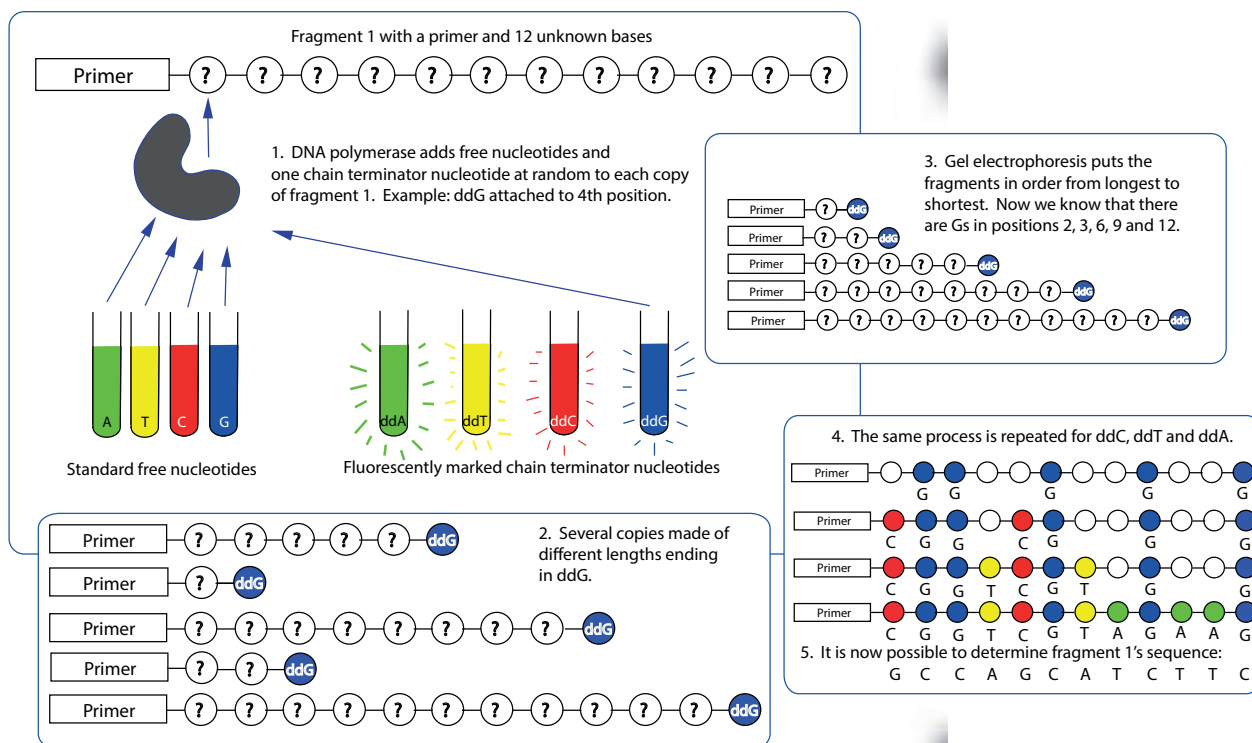 Fragment 1 with a primer and 12 unknown bases
Primer ? ? ? ? ? ? ? ? ? ? ? ?
1. DNA polymerase adds free nucleotides and
one chain terminator nucleotide at random to each copy
of fragment 1. Example: ddG attached to 4th position.
A T C G
ddA ddT ddC ddG
Standard free nucleotides
Fluorescently marked chain terminator nucleotides
2. Several copies made of
different lengths ending
in ddG.
Primer ? ? ? ? ? ddG
Primer ? ddG
Primer ? ? ? ? ? ? ? ? ddG
Primer ? ? ddG
Primer ? ? ? ? ? ? ? ? ? ? ? ddG
3. Gel electrophoresis puts the
fragments in order from longest to
shortest. Now we know that there
are Gs in positions 2, 3, 6, 9 and 12.
Primer ? ddG
Primer ? ? ddG
Primer ? ? ? ? ? ddG
Primer ? ? ? ? ? ? ? ? ddG
Primer ? ? ? ? ? ? ? ? ? ? ? ddG
4. The same process is repeated for ddC, ddT and ddA.
Primer
G G G G G
Primer
C G G C G G G
Primer
C G G T C G T G G
Primer
C G G T C G T A G A A G
5. It is now possible to determine fragment 1's sequence:
G C C A G C A T C T T C